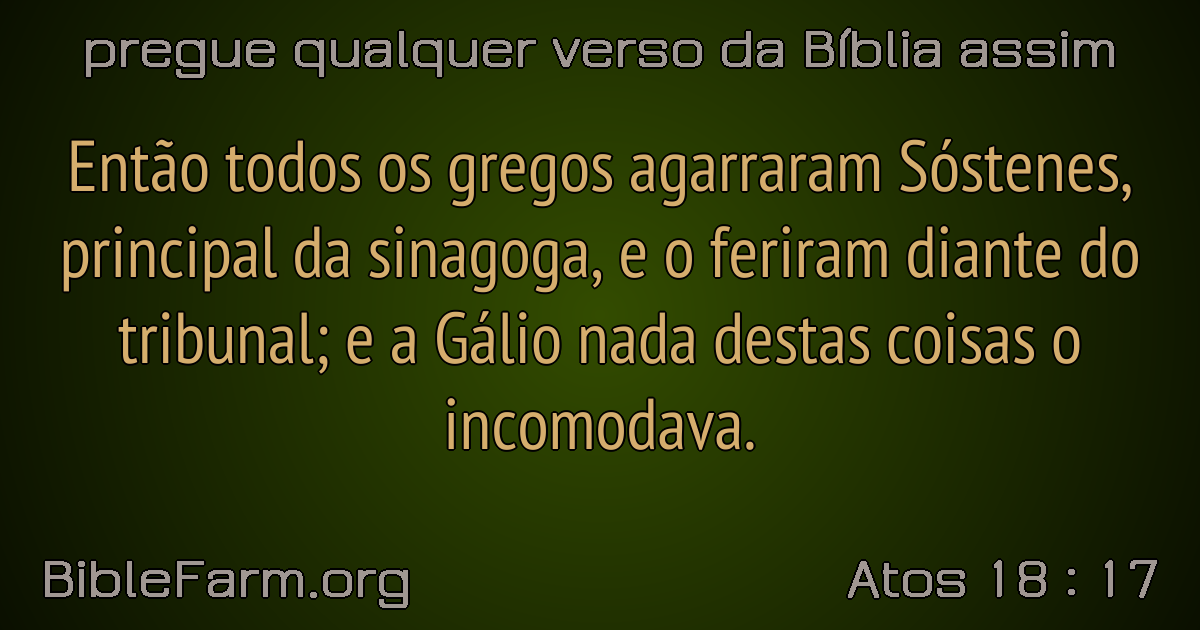 pregue qualquer verso da Bíblia assim
Então todos os gregos agarraram Sóstenes,
principal da sinagoga, e o feriram diante do
tribunal; e a Gálio nada destas coisas o
incomodava.
BibleFarm.org
Atos 18 : 17